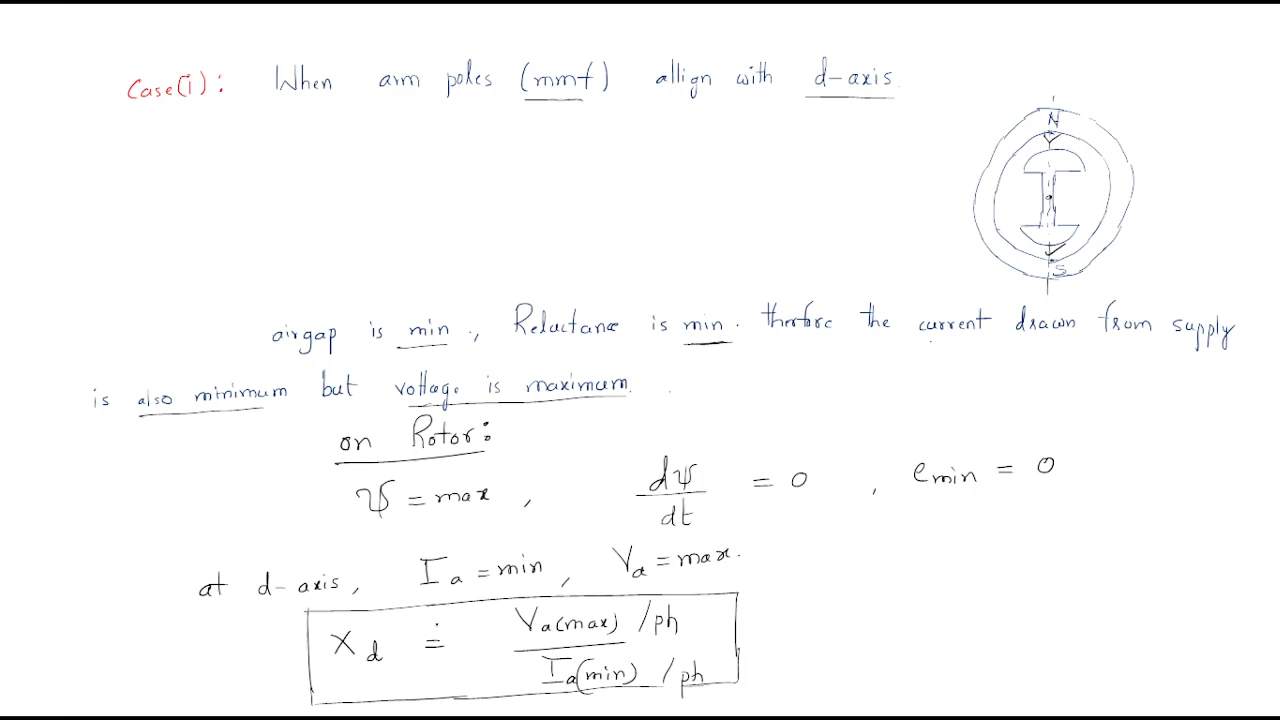 Case(i): When arm poles (mmf) allign with d-axis.
N
S
airgap is min ., Reluctance is min. therfore the current drawn from supply
is also minimum but voltage is maximum.
on Rotor:
ψ = max , dψ/dt = 0 , emin = 0
at d-axis, Ia = min , Va = max.
Xd ≐ Va(max) /ph
Ia(min) /ph